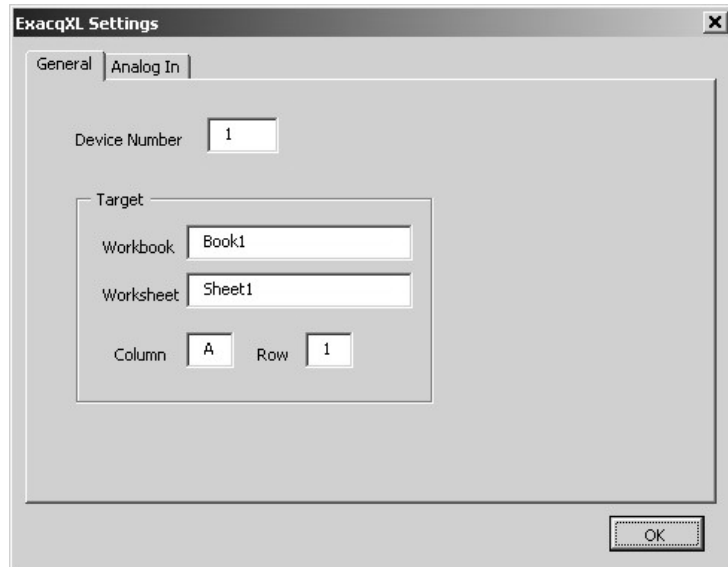 ExacqXL Settings
General Analog In
Device Number 1
Target
Workbook Book1
Worksheet Sheet1
Column A Row 1
OK